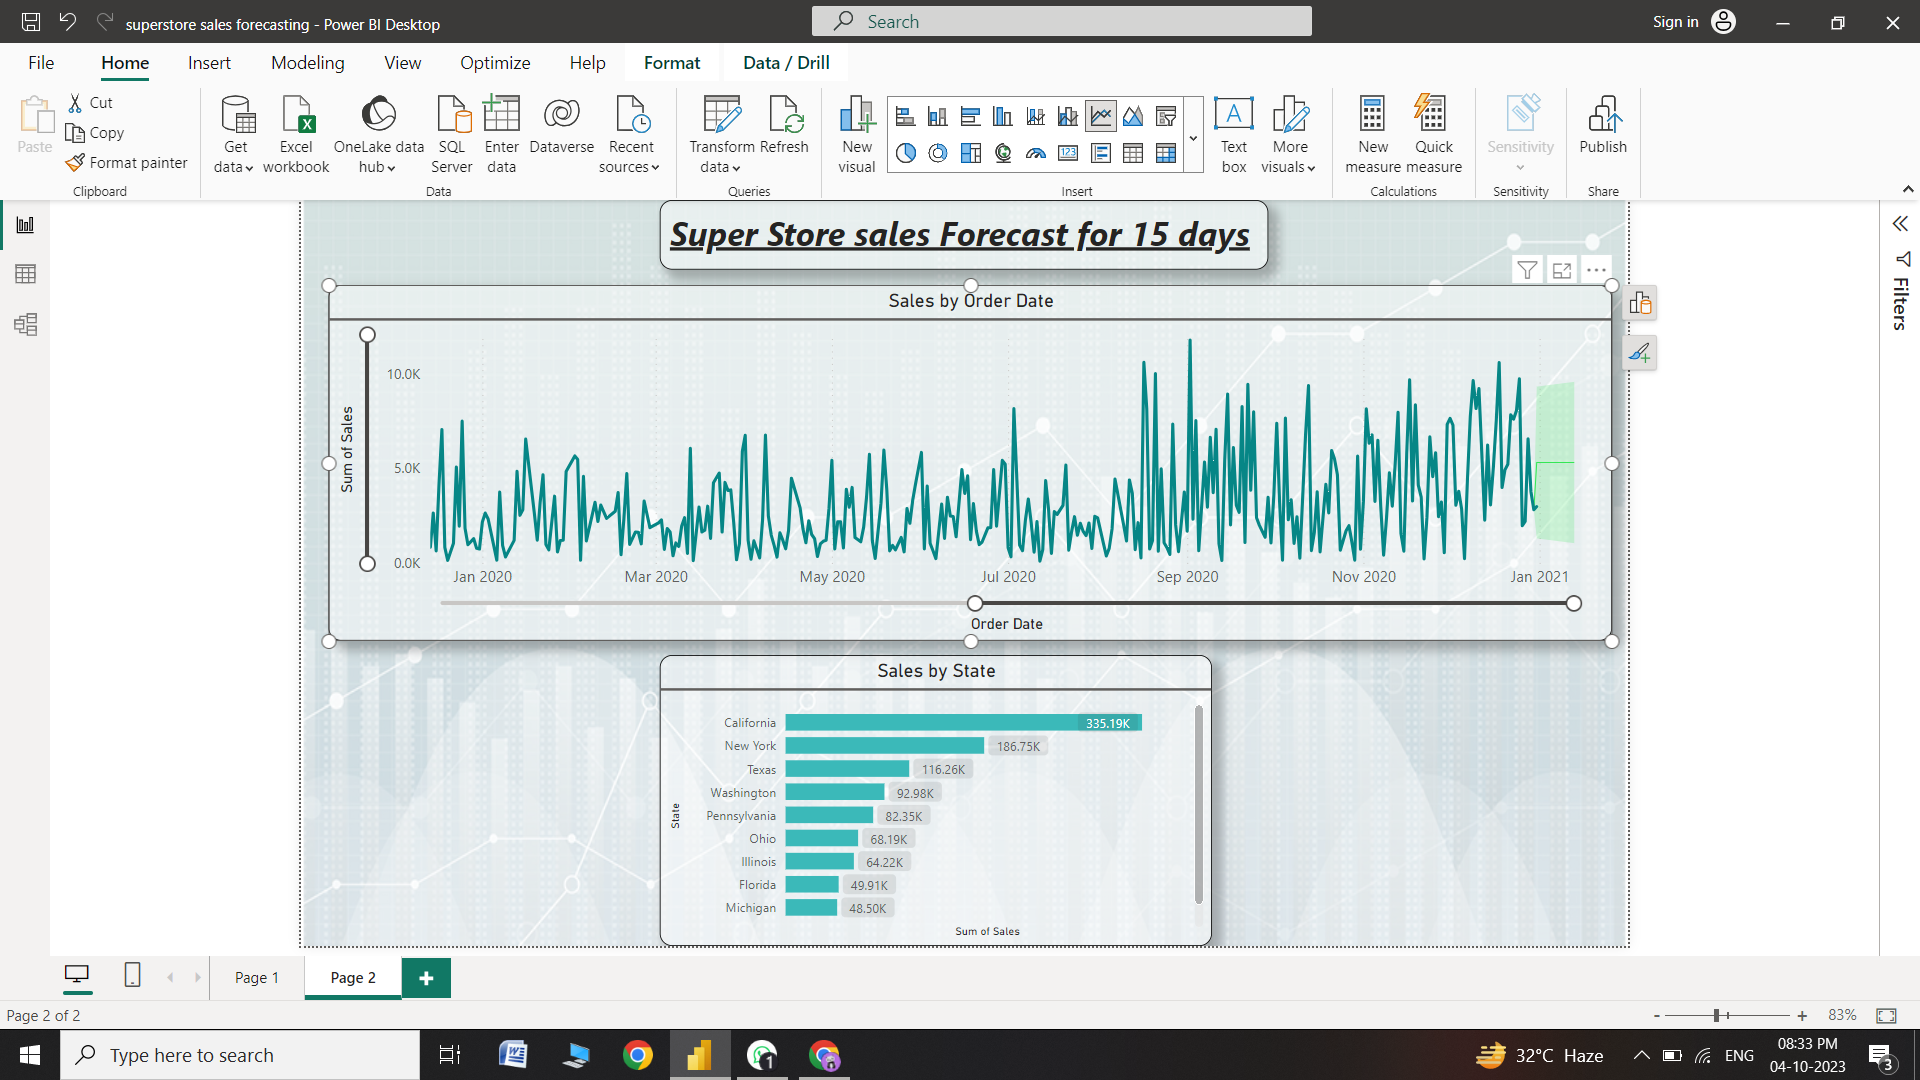 superstore sales forecasting - Power BI Desktop
Search
Sign in
File Home Insert Modeling View Optimize Help Format Data / Drill
Paste
Cut
Copy
Format painter
Clipboard
Get data
Excel workbook
OneLake data hub
SQL Server
Enter data
Dataverse
Recent sources
Data
Transform data
Refresh
Queries
New visual
123
A
Text box
More visuals
Insert
New measure
Quick measure
Calculations
Sensitivity
Sensitivity
Publish
Share
Super Store sales Forecast for 15 days
Filters
Sales by Order Date
Sum of Sales
10.0K
5.0K
0.0K
Jan 2020 Mar 2020 May 2020 Jul 2020 Sep 2020 Nov 2020 Jan 2021
Order Date
Sales by State
State
California 335.19K
New York 186.75K
Texas 116.26K
Washington 92.98K
Pennsylvania 82.35K
Ohio 68.19K
Illinois 64.22K
Florida 49.91K
Michigan 48.50K
Sum of Sales
Page 1 Page 2 +
Page 2 of 2
- + 83%
Type here to search
W
1
32°C Haze
ENG
08:33 PM
04-10-2023
3